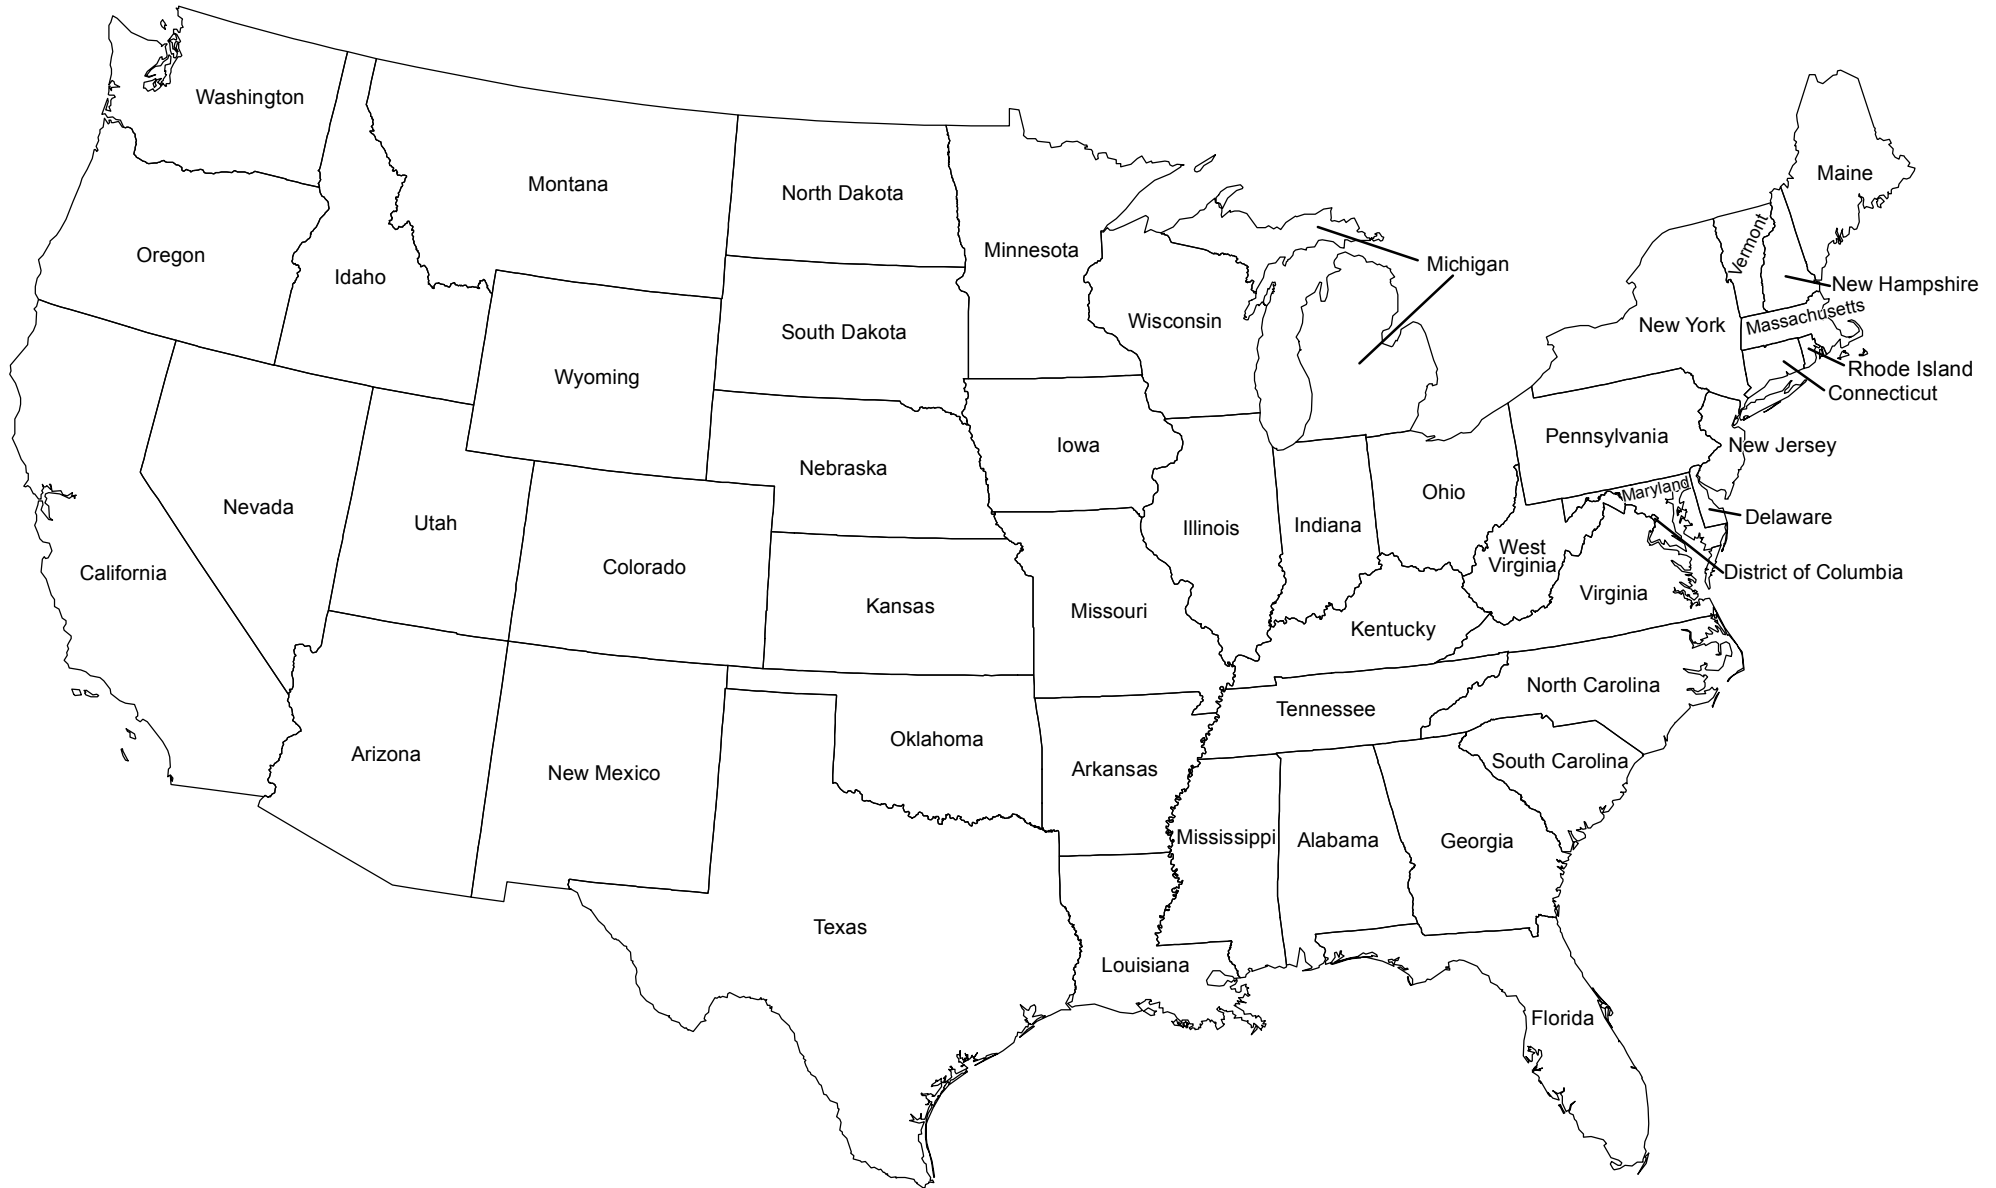 Washington
Montana
North Dakota
Minnesota
Maine
Oregon
Idaho
Vermont
Michigan
New Hampshire
Wyoming
South Dakota
Wisconsin
New York
Massachusetts
Rhode Island
Connecticut
Nebraska
Iowa
Pennsylvania
New Jersey
Nevada
Utah
Illinois
Indiana
Ohio
Maryland
Delaware
California
Colorado
Kansas
Missouri
West
Virginia
Virginia
District of Columbia
Kentucky
Arizona
New Mexico
Oklahoma
Arkansas
Tennessee
North Carolina
South Carolina
Mississippi
Alabama
Georgia
Texas
Louisiana
Florida